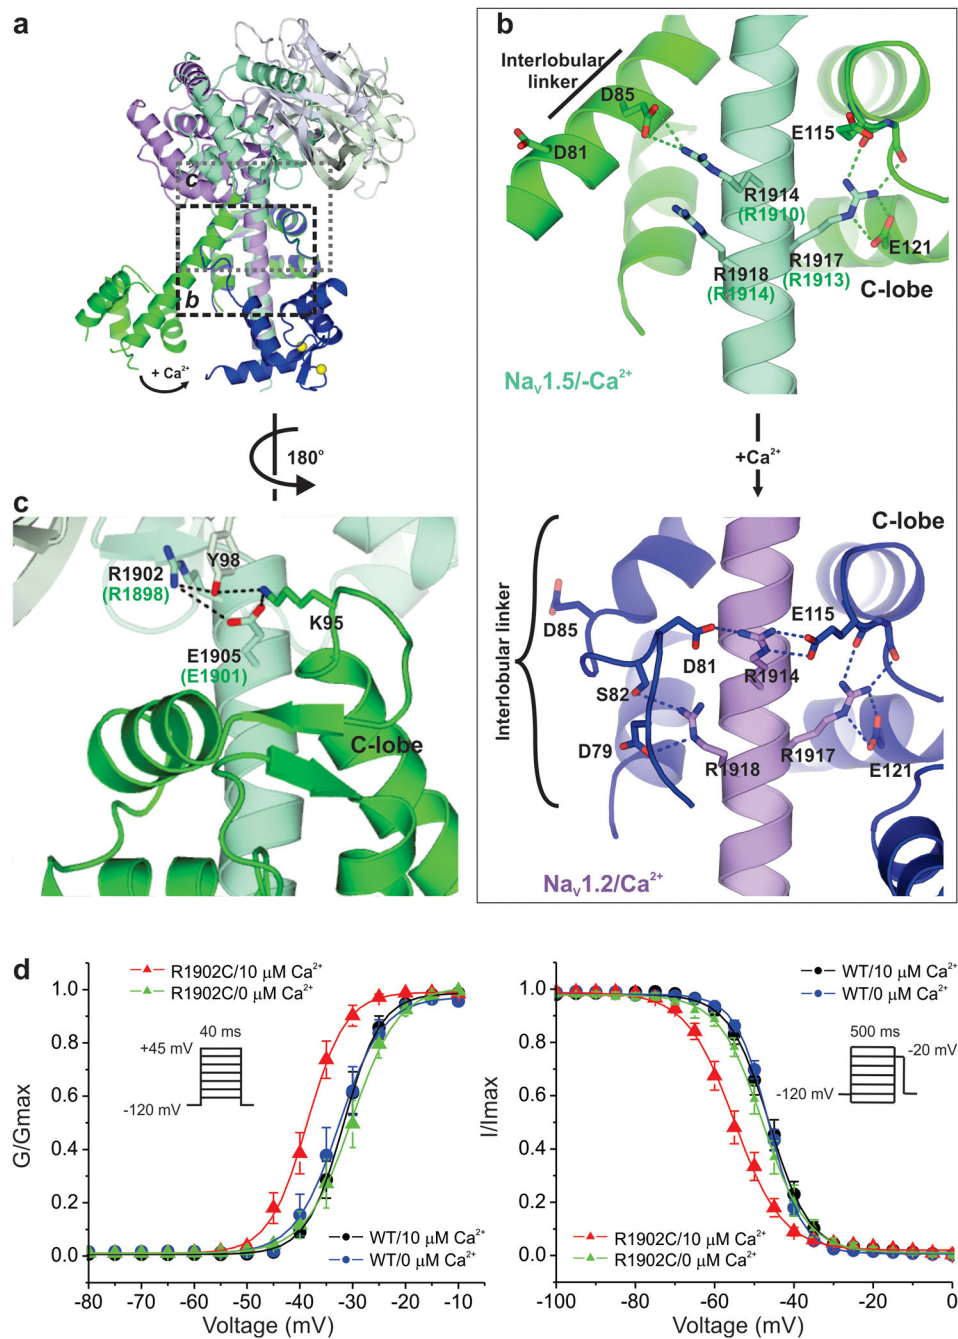 a
c
b
+ Ca²⁺
180°
b
Interlobular
linker
D85
D81
E115
R1914
(R1910)
R1918
(R1914)
R1917
(R1913)
E121
C-lobe
NaV1.5/-Ca²⁺
+Ca²⁺
C-lobe
Interlobular linker
D85
D81
E115
R1914
S82
D79
R1918
R1917
E121
NaV1.2/Ca²⁺
c
R1902
(R1898)
Y98
K95
E1905
(E1901)
C-lobe
d
R1902C/10 μM Ca²⁺
R1902C/0 μM Ca²⁺
40 ms
+45 mV
-120 mV
WT/10 μM Ca²⁺
WT/0 μM Ca²⁺
G/Gmax
1.0
0.8
0.6
0.4
0.2
0.0
-80 -70 -60 -50 -40 -30 -20 -10
Voltage (mV)
WT/10 μM Ca²⁺
WT/0 μM Ca²⁺
500 ms
-20 mV
-120 mV
R1902C/10 μM Ca²⁺
R1902C/0 μM Ca²⁺
I/Imax
1.0
0.8
0.6
0.4
0.2
0.0
-100 -80 -60 -40 -20 0
Voltage (mV)